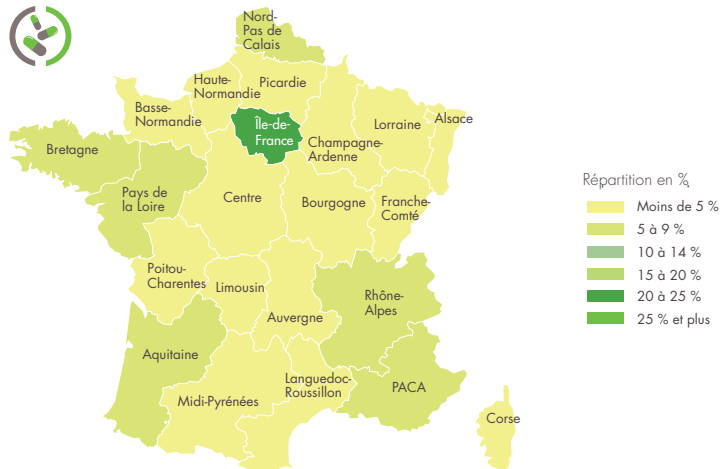 Nord-
Pas de
Calais
Haute-
Normandie
Picardie
Basse-
Normandie
Île-de-
France
Champagne-
Ardenne
Lorraine
Alsace
Bretagne
Pays de
la Loire
Centre
Bourgogne
Franche-
Comté
Poitou-
Charentes
Limousin
Auvergne
Rhône-
Alpes
Aquitaine
Midi-Pyrénées
Languedoc-
Roussillon
PACA
Corse
Répartition en %
Moins de 5 %
5 à 9 %
10 à 14 %
15 à 20 %
20 à 25 %
25 % et plus